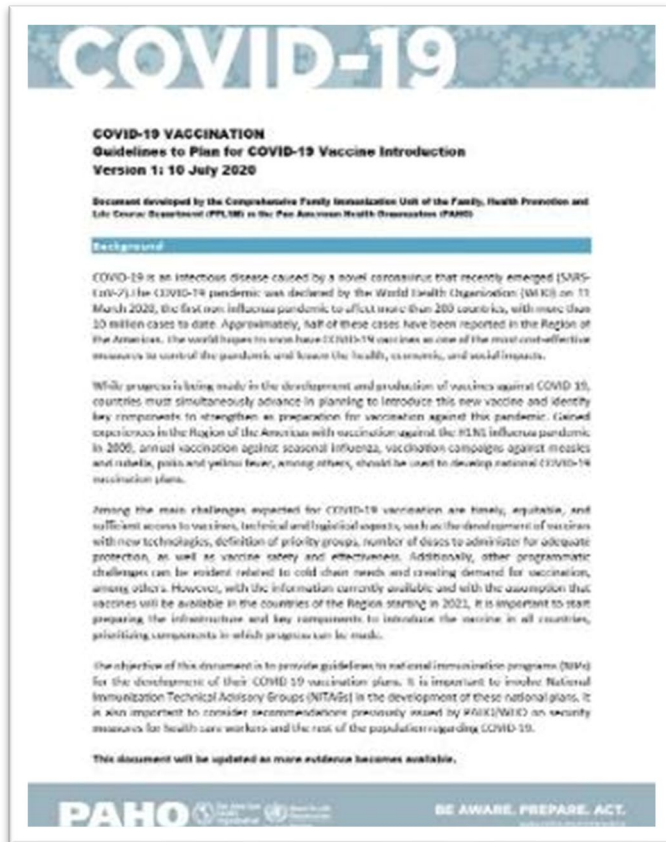 COVID-19
COVID-19 VACCINATION
Guidelines to Plan for COVID-19 Vaccine Introduction
Version 1: 10 July 2020
Document developed by the Comprehensive Family Immunization Unit of the Family, Health Promotion and
Life Course Department (FPL/IM) in the Pan American Health Organization (PAHO)
Background
COVID-19 is an infectious disease caused by a novel coronavirus that recently emerged (SARS-
CoV-2).The COVID-19 pandemic was declared by the World Health Organization (WHO) on 11
March 2020, the first non influenza pandemic to affect more than 200 countries, with more than
10 million cases to date. Approximately, half of these cases have been reported in the Region of
the Americas. The world hopes to soon have COVID-19 vaccines as one of the most cost-effective
measures to control the pandemic and lessen the health, economic, and social impacts.
While progress is being made in the development and production of vaccines against COVID 19,
countries must simultaneously advance in planning to introduce this new vaccine and identify
key components to strengthen as preparation for vaccination against this pandemic. Gained
experiences in the Region of the Americas with vaccination against the H1N1 influenza pandemic
in 2009, annual vaccination against seasonal influenza, vaccination campaigns against measles
and rubella, polio and yellow fever, among others, should be used to develop national COVID-19
vaccination plans.
Among the main challenges expected for COVID-19 vaccination are timely, equitable, and
sufficient access to vaccines, technical and logistical aspects, such as the development of vaccines
with new technologies, definition of priority groups, number of doses to administer for adequate
protection, as well as vaccine safety and effectiveness. Additionally, other programmatic
challenges can be evident related to cold chain needs and creating demand for vaccination,
among others. However, with the information currently available and with the assumption that
vaccines will be available in the countries of the Region starting in 2021, it is important to start
preparing the infrastructure and key components to introduce the vaccine in all countries,
prioritizing components in which progress can be made.
The objective of this document is to provide guidelines to national immunization programs (NIPs)
for the development of their COVID-19 vaccination plans. It is important to involve National
Immunization Technical Advisory Groups (NITAGs) in the development of these national plans. It
is also important to consider recommendations previously issued by PAHO/WHO on security
measures for health care workers and the rest of the population regarding COVID-19.
This document will be updated as more evidence becomes available.
PAHO
BE AWARE. PREPARE. ACT.